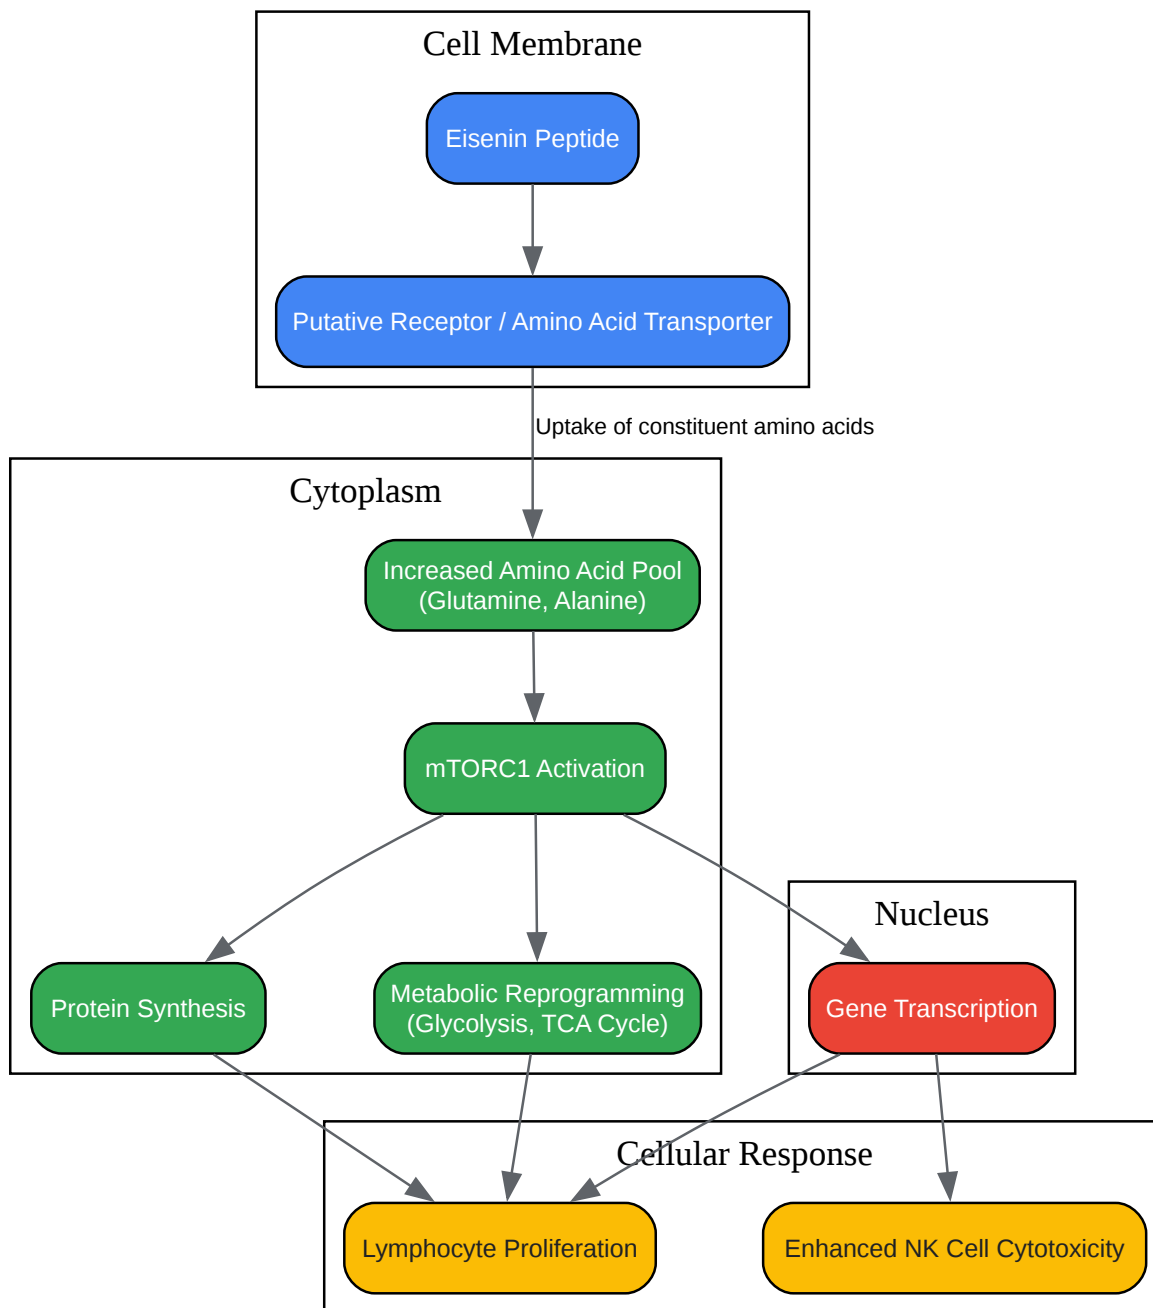 Cell Membrane
Eisenin Peptide
Putative Receptor / Amino Acid Transporter
Uptake of constituent amino acids
Cytoplasm
Increased Amino Acid Pool
(Glutamine, Alanine)
mTORC1 Activation
Nucleus
Protein Synthesis
Metabolic Reprogramming
(Glycolysis, TCA Cycle)
Gene Transcription
Cellular Response
Lymphocyte Proliferation
Enhanced NK Cell Cytotoxicity